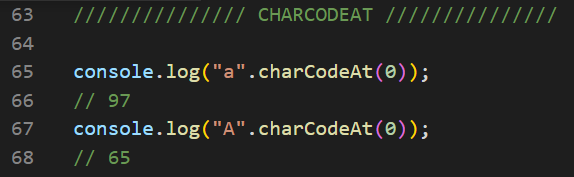 63 /////////////// CHARCODEAT ///////////////
64
65 console.log("a".charCodeAt(0));
66 // 97
67 console.log("A".charCodeAt(0));
68 // 65